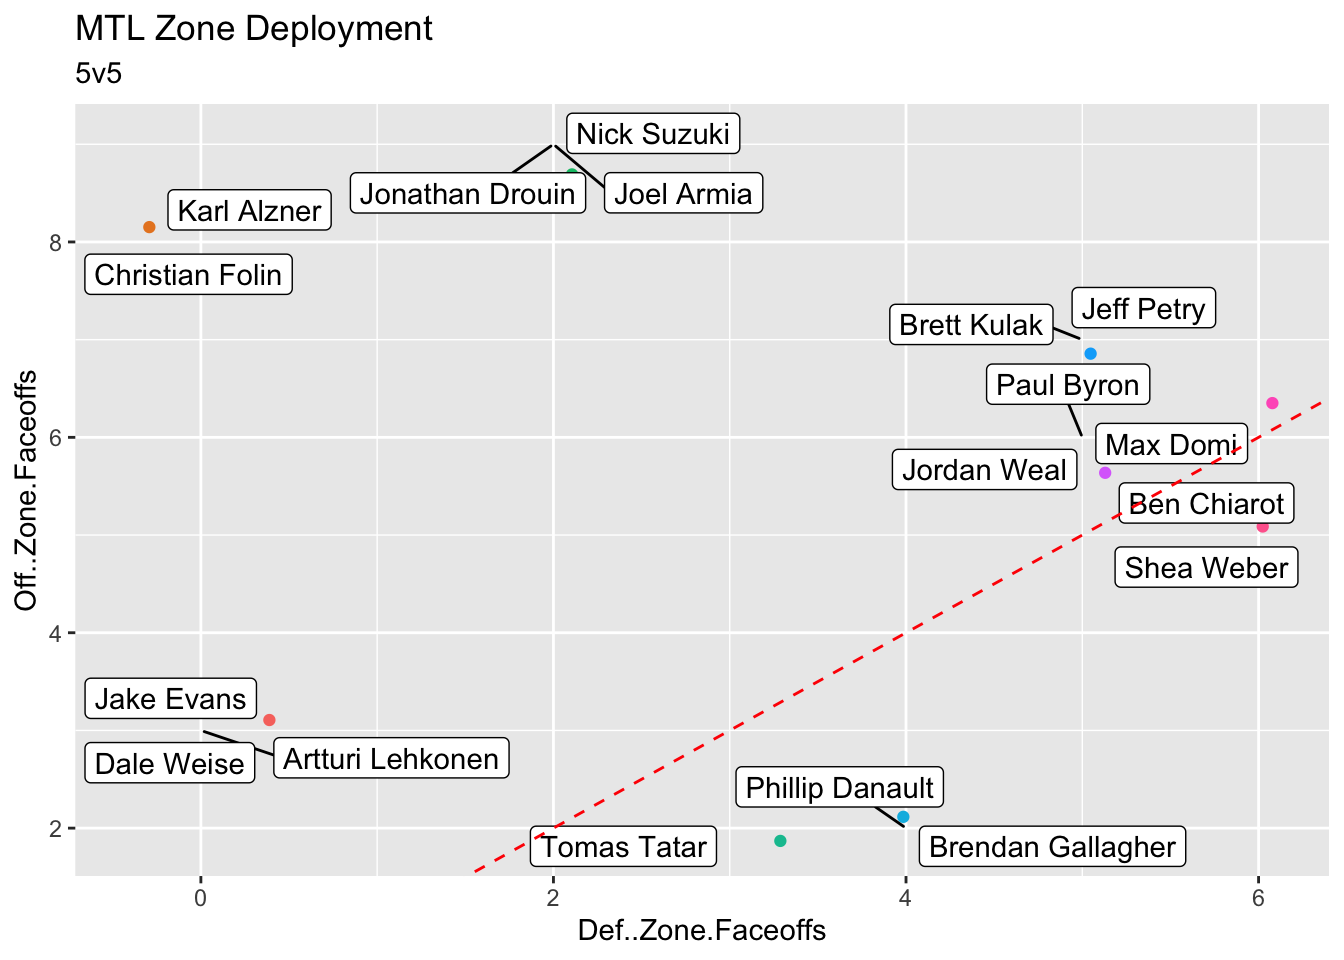 MTL Zone Deployment
5v5
Nick Suzuki
Jonathan Drouin
Joel Armia
Karl Alzner
Christian Folin
Jeff Petry
Brett Kulak
Paul Byron
Max Domi
Jordan Weal
Ben Chiarot
Shea Weber
Jake Evans
Dale Weise
Artturi Lehkonen
Phillip Danault
Tomas Tatar
Brendan Gallagher
8
6
4
2
Off..Zone.Faceoffs
0
2
4
6
Def..Zone.Faceoffs